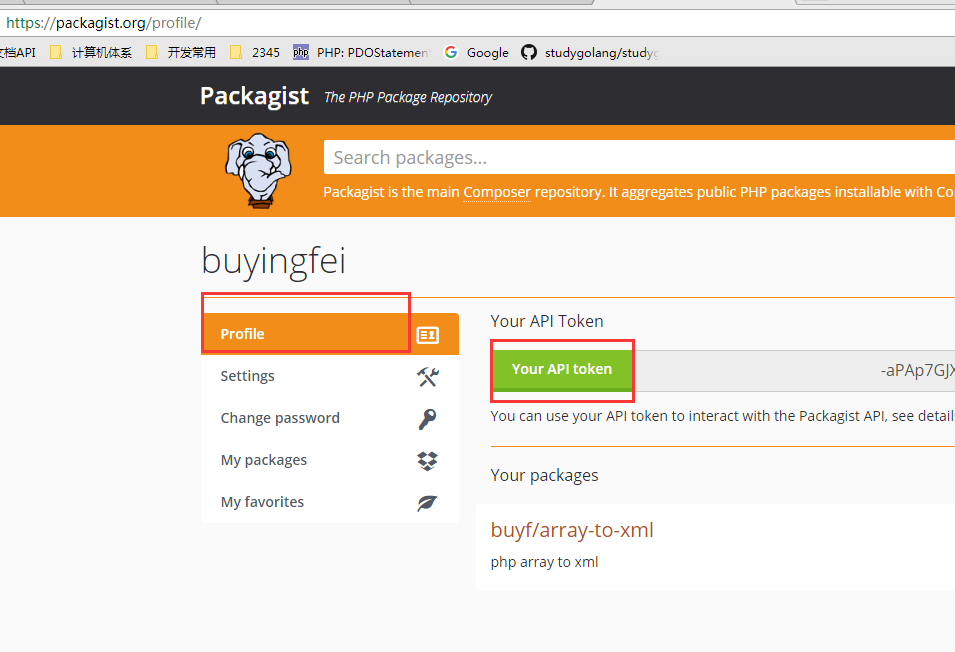 https://packagist.org/profile/
文档API 计算机体系 开发常用 2345 php PHP: PDOStatement Google studygolang/study
Packagist The PHP Package Repository
Search packages...
Packagist is the main Composer repository. It aggregates public PHP packages installable with Co
buyingfei
Profile
Settings
Change password
My packages
My favorites
Your API Token
Your API token -aPAp7GJX
You can use your API token to interact with the Packagist API, see detail
Your packages
buyf/array-to-xml
php array to xml